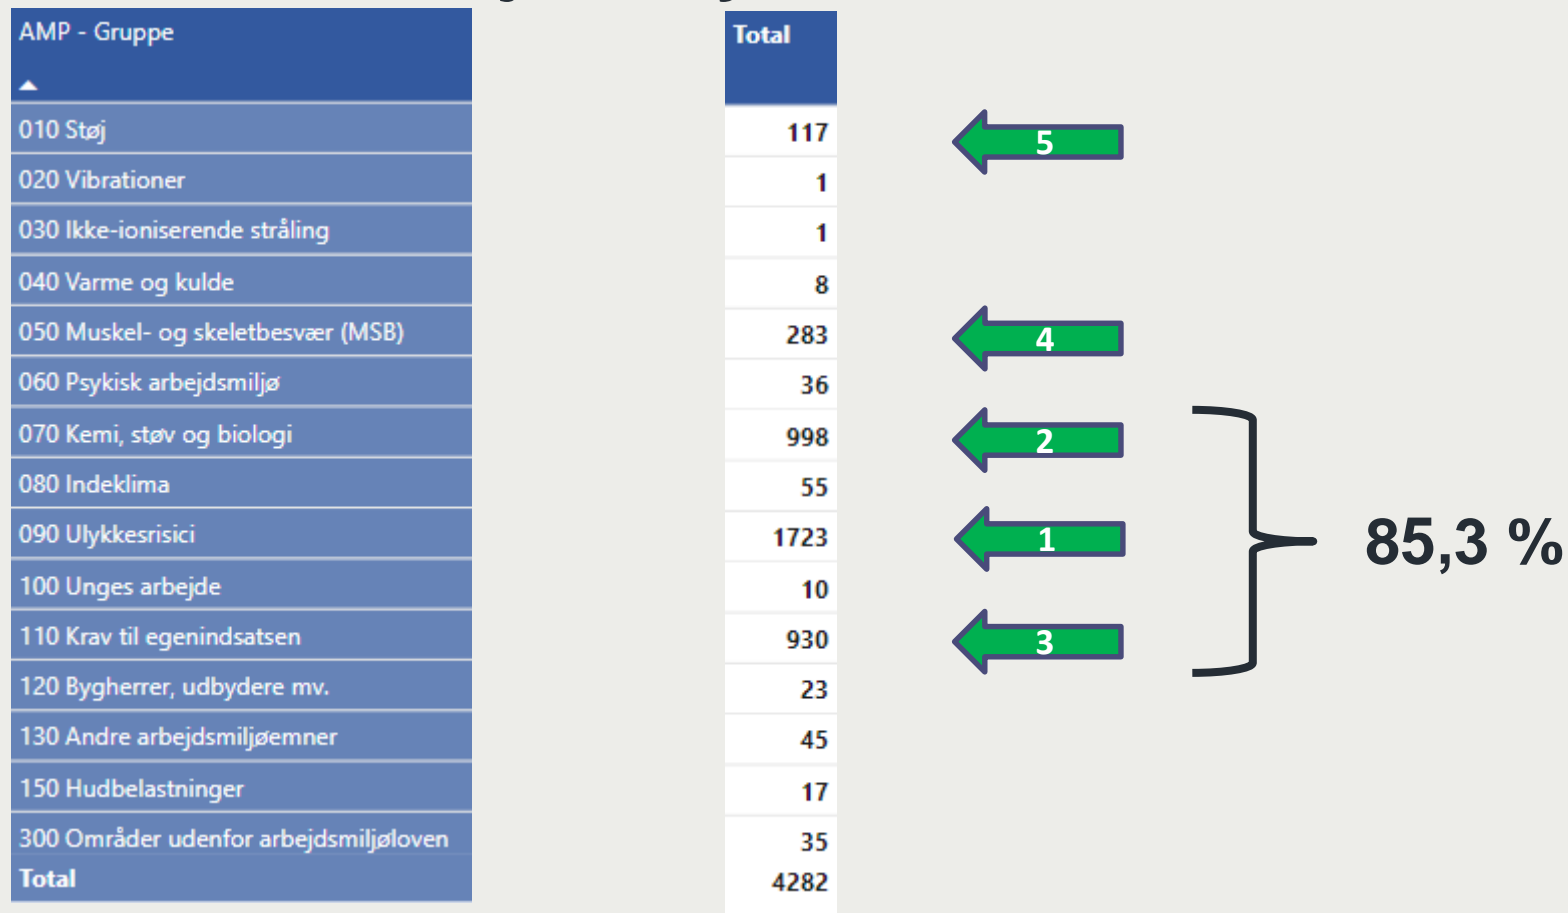 AMP - Gruppe Total
010 Støj 117 5
020 Vibrationer 1
030 Ikke-ioniserende stråling 1
040 Varme og kulde 8
050 Muskel- og skeletbesvær (MSB) 283 4
060 Psykisk arbejdsmiljø 36
070 Kemi, støv og biologi 998 2
080 Indeklima 55
090 Ulykkesrisici 1723 1 85,3 %
100 Unges arbejde 10
110 Krav til egenindsatsen 930 3
120 Bygherrer, udbydere mv. 23
130 Andre arbejdsmiljøemner 45
150 Hudbelastninger 17
300 Områder udenfor arbejdsmiljøloven 35
Total 4282